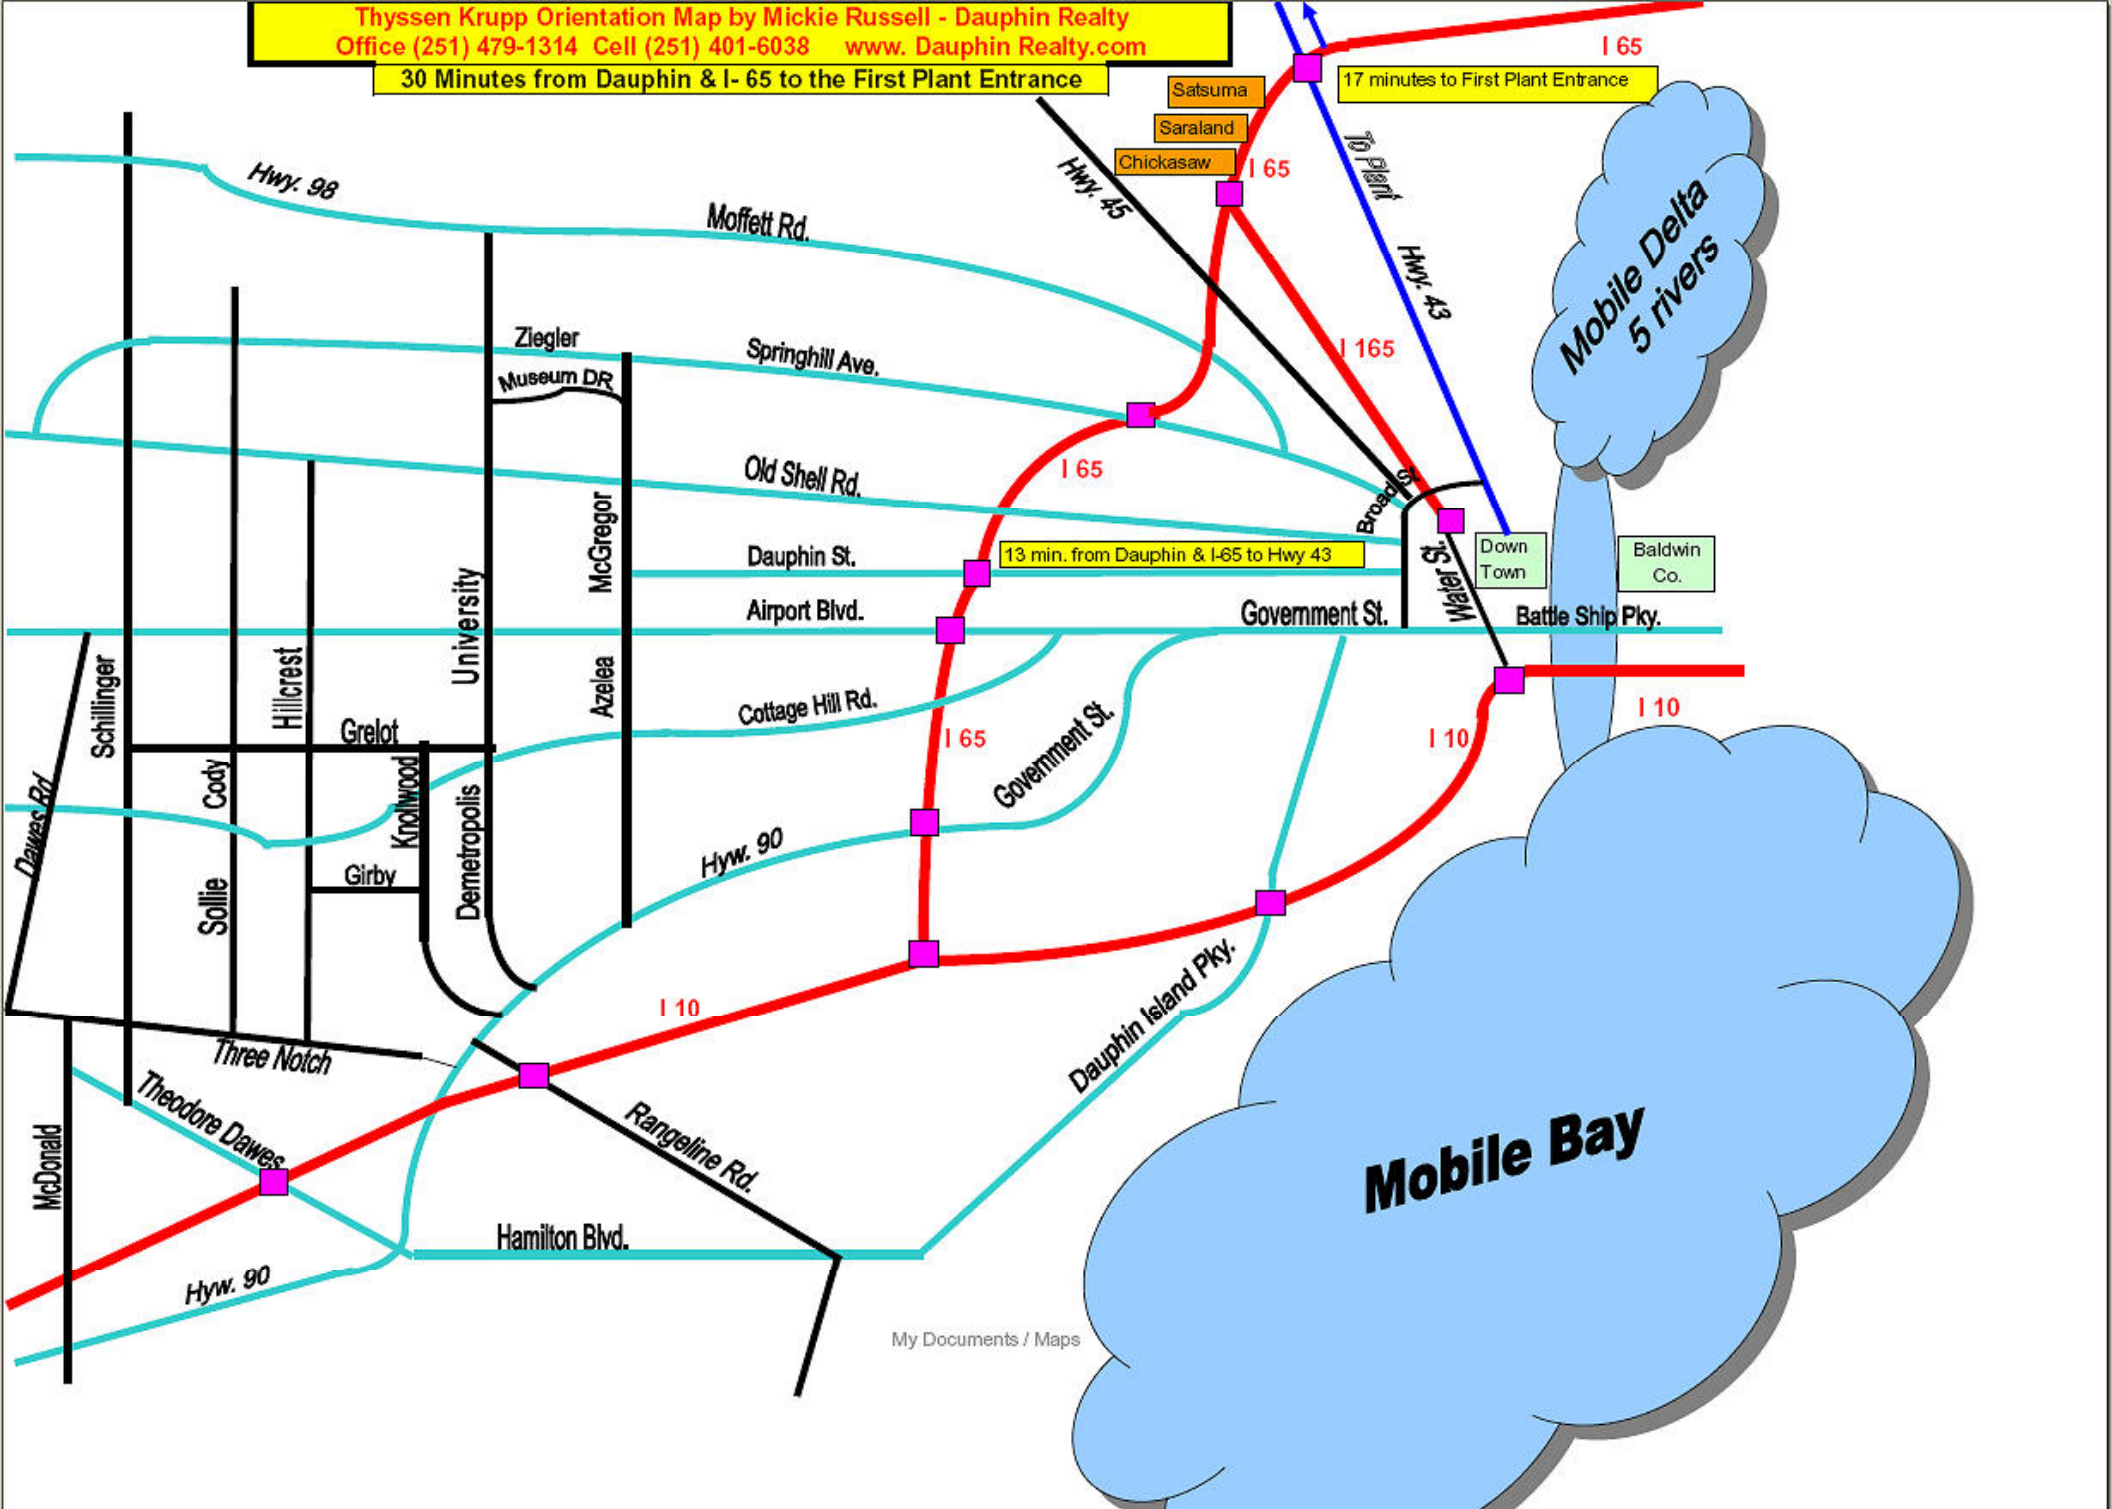 Thyssen Krupp Orientation Map by Mickie Russell - Dauphin Realty
Office (251) 479-1314  Cell (251) 401-6038     www. Dauphin Realty.com
30 Minutes from Dauphin & I- 65 to the First Plant Entrance
I 65
17 minutes to First Plant Entrance
Satsuma
Saraland
Chickasaw
I 65
To Plant
Hwy. 45
Hwy. 98
Moffett Rd.
Hwy. 43
Mobile Delta
5 rivers
Ziegler
Springhill Ave.
I 165
Museum DR
Old Shell Rd.
I 65
Broad St
McGregor
Dauphin St.
13 min. from Dauphin & I-65 to Hwy 43
Water St.
Down
Town
Baldwin
Co.
University
Airport Blvd.
Government St.
Battle Ship Pky.
Schillinger
Hillcrest
Azelea
Cottage Hill Rd.
Government St.
I 65
I 10
I 10
Grelot
Cody
Knollwood
Dawes Rd
Demetropolis
Hyw. 90
Girby
Sollie
I 10
Dauphin Island Pky.
Three Notch
Theodore Dawes
Rangeline Rd.
McDonald
Mobile Bay
Hamilton Blvd.
Hyw. 90
My Documents / Maps